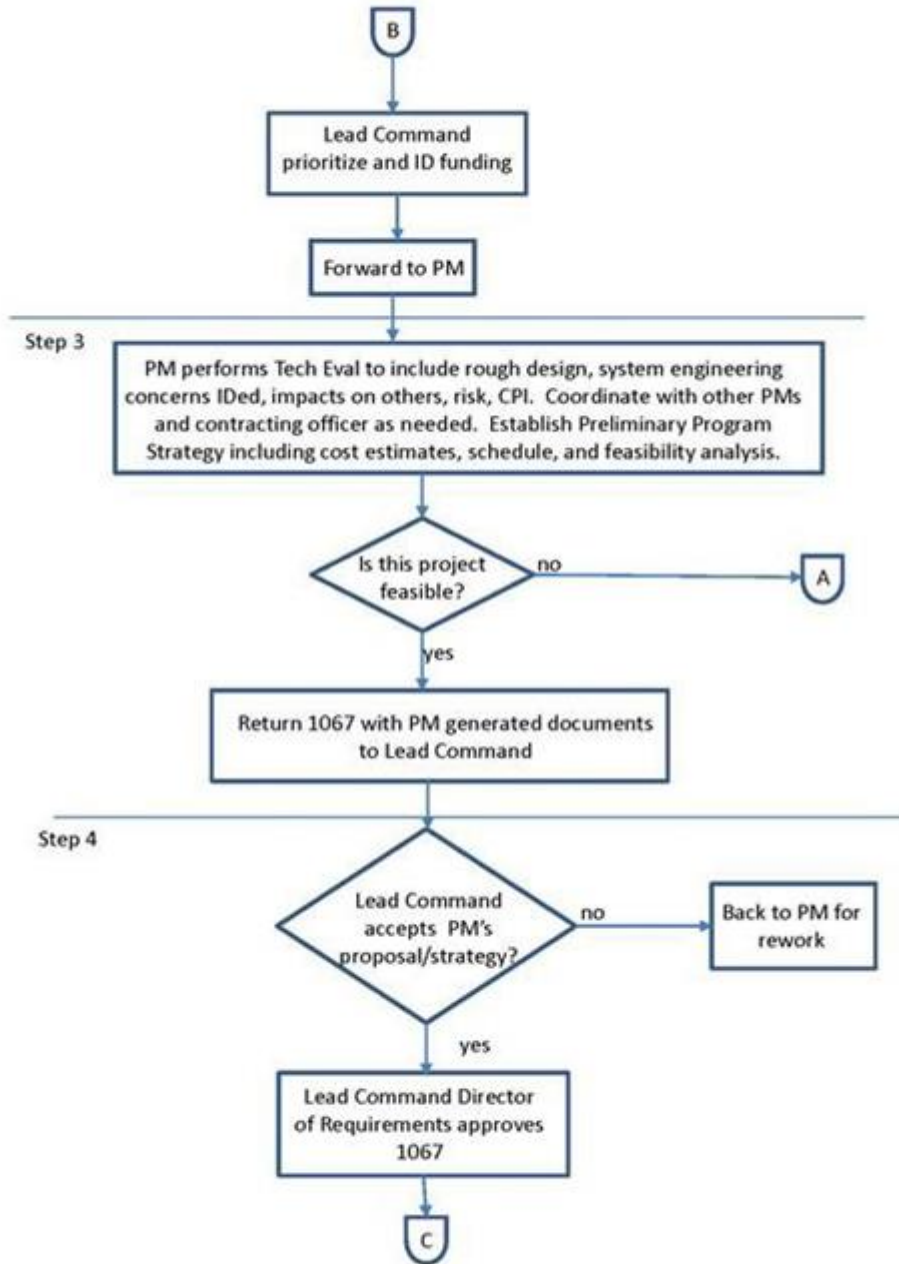 B
Lead Command
prioritize and ID funding
Forward to PM
Step 3
PM performs Tech Eval to include rough design, system engineering
concerns IDed, impacts on others, risk, CPI.  Coordinate with other PMs
and contracting officer as needed.  Establish Preliminary Program
Strategy including cost estimates, schedule, and feasibility analysis.
Is this project
feasible?
no
A
yes
Return 1067 with PM generated documents
to Lead Command
Step 4
Lead Command
accepts  PM's
proposal/strategy?
no
Back to PM for
rework
yes
Lead Command Director
of Requirements approves
1067
C